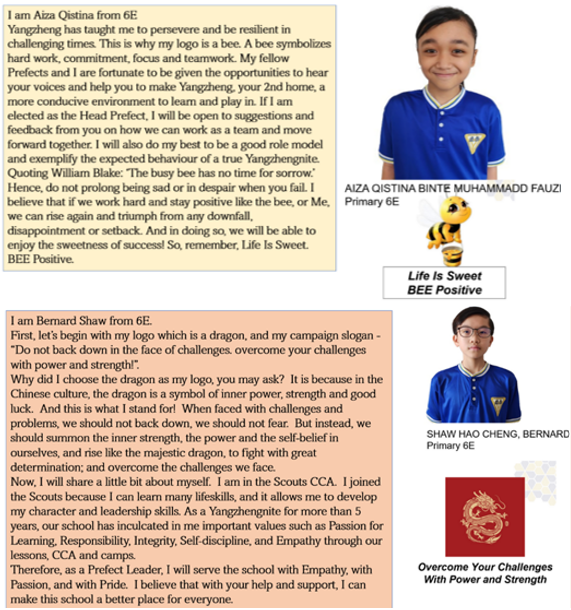 I am Aiza Qistina from 6E
Yangzheng has taught me to persevere and be resilient in
challenging times. This is why my logo is a bee. A bee symbolizes
hard work, commitment, focus and teamwork. My fellow
Prefects and I are fortunate to be given the opportunities to hear
your voices and help you to make Yangzheng, your 2nd home, a
more conducive environment to learn and play in. If I am
elected as the Head Prefect, I will be open to suggestions and
feedback from you on how we can work as a team and move
forward together. I will also do my best to be a good role model
and exemplify the expected behaviour of a true Yangzhengnite.
Quoting William Blake: 'The busy bee has no time for sorrow.'
Hence, do not prolong being sad or in despair when you fail. I
believe that if we work hard and stay positive like the bee, or Me,
we can rise again and triumph from any downfall,
disappointment or setback. And in doing so, we will be able to
enjoy the sweetness of success! So, remember, Life Is Sweet.
BEE Positive.
AIZA QISTINA BINTE MUHAMMADD FAUZI
Primary 6E
Life Is Sweet
BEE Positive
I am Bernard Shaw from 6E.
First, let's begin with my logo which is a dragon, and my campaign slogan -
"Do not back down in the face of challenges. overcome your challenges
with power and strength!".
Why did I choose the dragon as my logo, you may ask? It is because in the
Chinese culture, the dragon is a symbol of inner power, strength and good
luck. And this is what I stand for! When faced with challenges and
problems, we should not back down, we should not fear. But instead, we
should summon the inner strength, the power and the self-belief in
ourselves, and rise like the majestic dragon, to fight with great
determination; and overcome the challenges we face.
Now, I will share a little bit about myself. I am in the Scouts CCA. I joined
the Scouts because I can learn many lifeskills, and it allows me to develop
my character and leadership skills. As a Yangzhengnite for more than 5
years, our school has inculcated in me important values such as Passion for
Learning, Responsibility, Integrity, Self-discipline, and Empathy through our
lessons, CCA and camps.
Therefore, as a Prefect Leader, I will serve the school with Empathy, with
Passion, and with Pride. I believe that with your help and support, I can
make this school a better place for everyone.
SHAW HAO CHENG, BERNARD
Primary 6E
Overcome Your Challenges
With Power and Strength